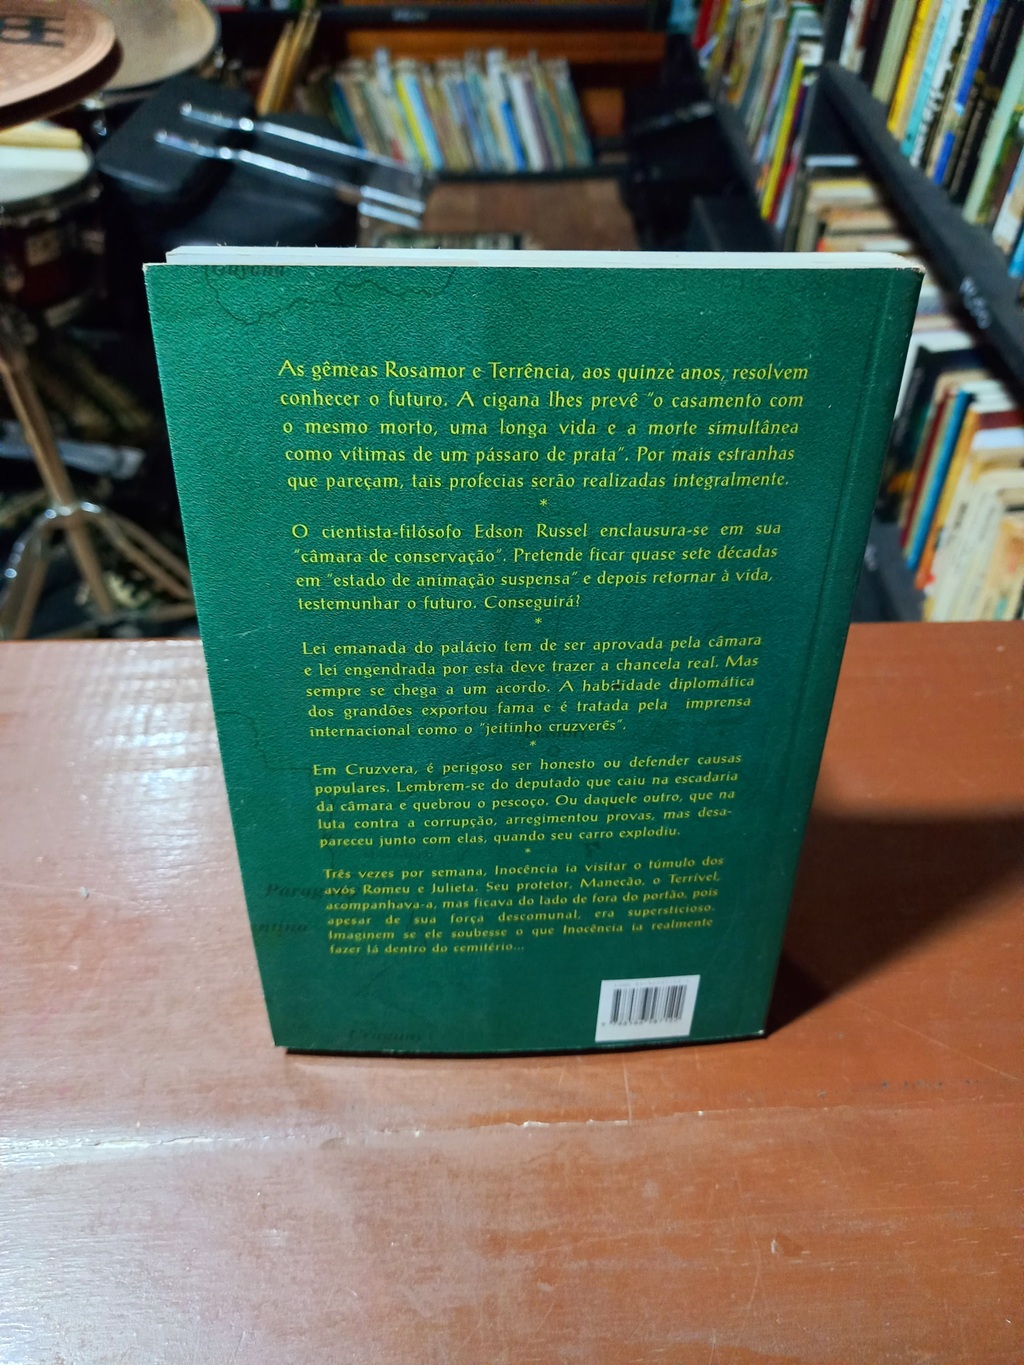 Guyana
As gêmeas Rosamor e Terrência, aos quinze anos, resolvem
conhecer o futuro. A cigana lhes prevê "o casamento com
o mesmo morto, uma longa vida e a morte simultânea
como vítimas de um pássaro de prata". Por mais estranhas
que pareçam, tais profecias serão realizadas integralmente.
*
O cientista-filósofo Edson Russel enclausura-se em sua
"câmara de conservação". Pretende ficar quase sete décadas
em "estado de animação suspensa" e depois retornar à vida,
testemunhar o futuro. Conseguirá?
*
Lei emanada do palácio tem de ser aprovada pela câmara
e lei engendrada por esta deve trazer a chancela real. Mas
sempre se chega a um acordo. A habilidade diplomática
dos grandões exportou fama e é tratada pela imprensa
internacional como o "jeitinho cruzverês".
*
Em Cruzvera, é perigoso ser honesto ou defender causas
populares. Lembrem-se do deputado que caiu na escadaria
da câmara e quebrou o pescoço. Ou daquele outro, que na
luta contra a corrupção, arregimentou provas, mas desa-
pareceu junto com elas, quando seu carro explodiu.
*
Três vezes por semana, Inocência ia visitar o túmulo dos
avós Romeu e Julieta. Seu protetor, Manecão, o Terrível,
acompanhava-a, mas ficava do lado de fora do portão, pois
apesar de sua força descomunal, era supersticioso.
Imaginem se ele soubesse o que Inocência ia realmente
fazer lá dentro do cemitério...